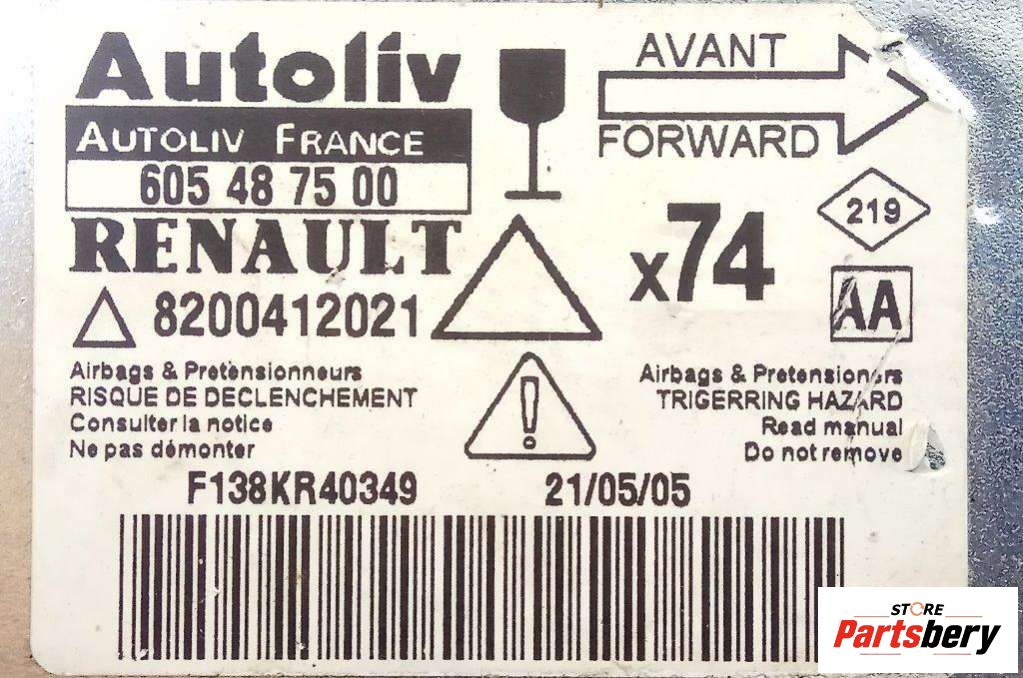 Autoliv
AUTOLIV FRANCE
605 48 75 00
RENAULT
8200412021
AVANT
FORWARD
x74
219
AA
Airbags & Pretensionneurs
RISQUE DE DECLENCHEMENT
Consulter la notice
Ne pas démonter
!
Airbags & Pretensioners
TRIGERRING HAZARD
Read manual
Do not remove
F138KR40349
21/05/05
STORE
Partsbery